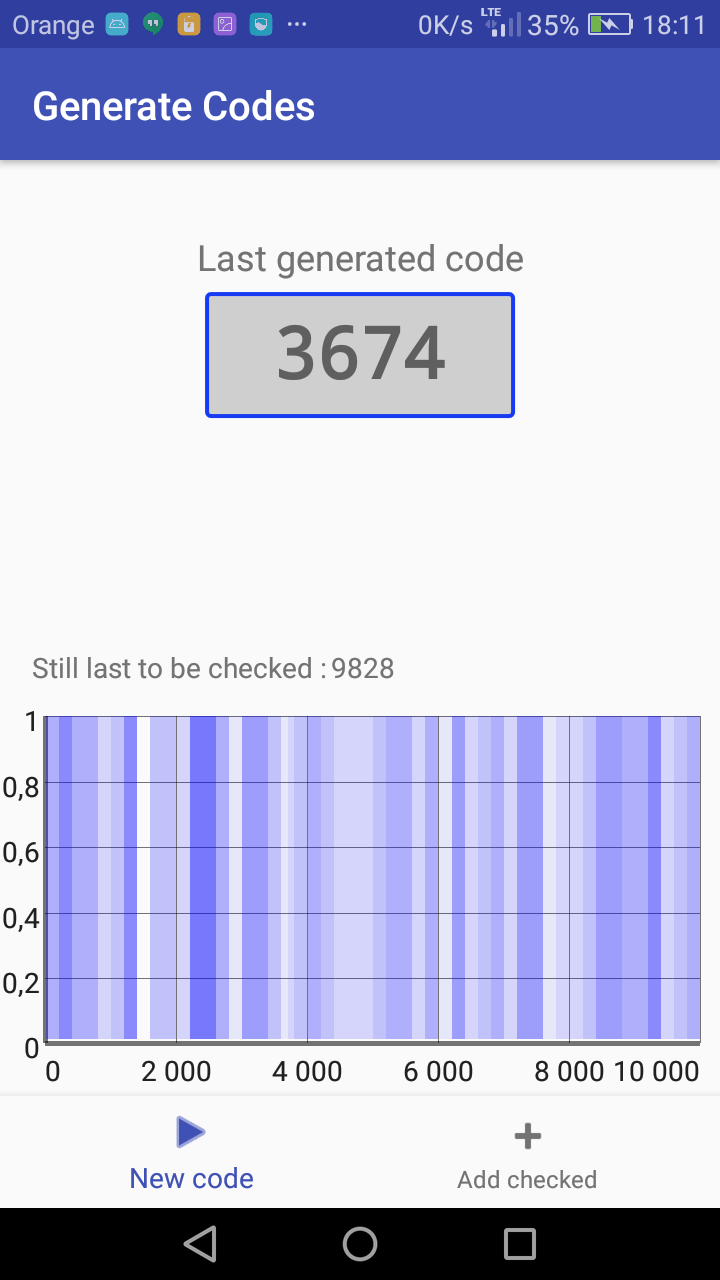 Orange 0K/s LTE 35% 18:11
Generate Codes
Last generated code
3674
Still last to be checked : 9828
1
0,8
0,6
0,4
0,2
0
0 2 000 4 000 6 000 8 000 10 000
New code Add checked